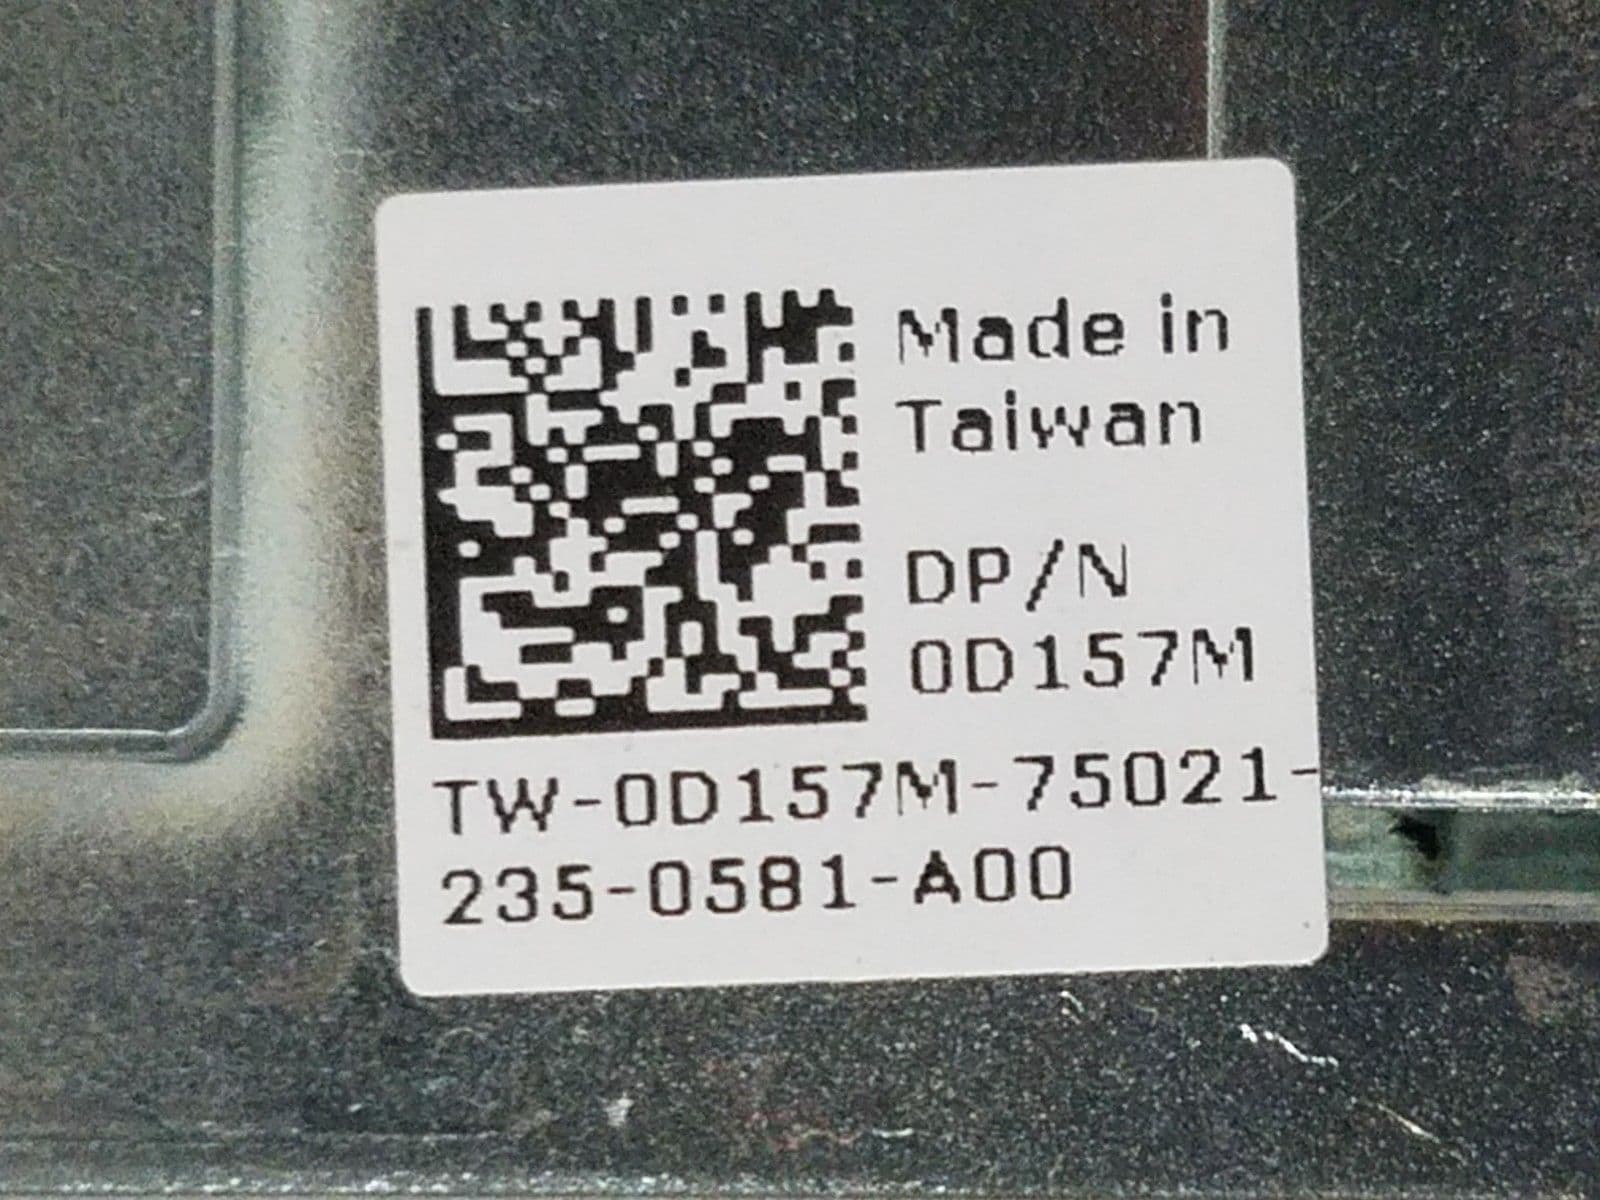 Made in
Taiwan
DP/N
0D157M
TW-0D157M-75021-
235-0581-A00